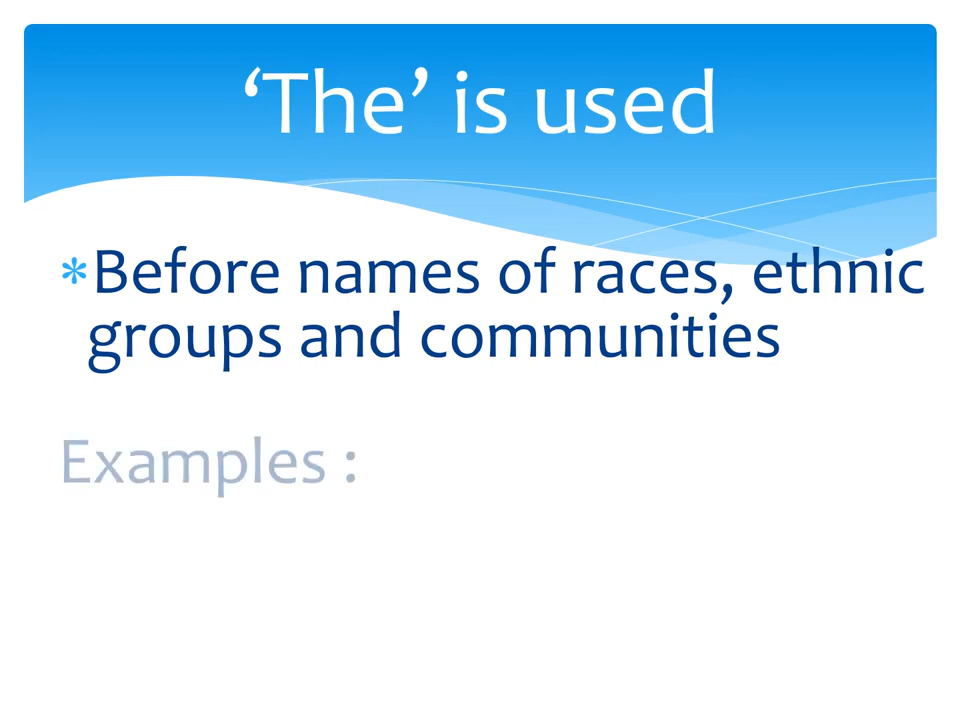 ‘The’ is used
*Before names of races, ethnic
groups and communities
Examples :